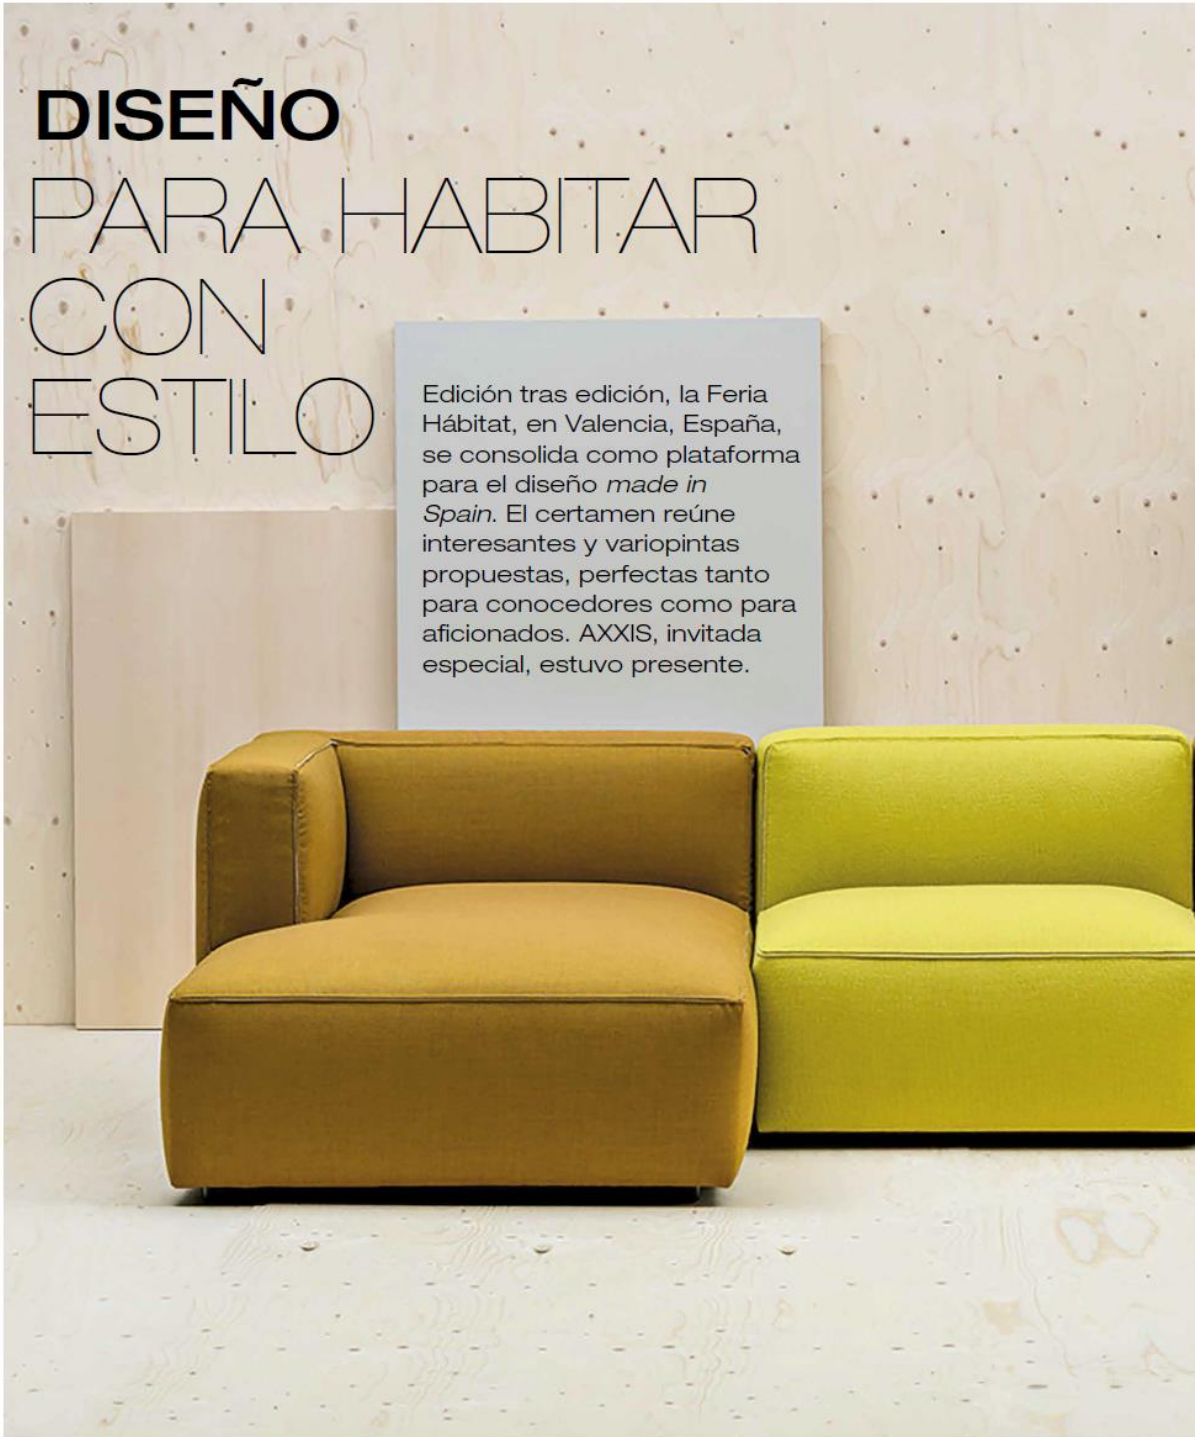 DISEÑO
PARA HABITAR
CON
ESTILO
Edición tras edición, la Feria
Hábitat, en Valencia, España,
se consolida como plataforma
para el diseño made in
Spain. El certamen reúne
interesantes y variopintas
propuestas, perfectas tanto
para conocedores como para
aficionados. AXXIS, invitada
especial, estuvo presente.